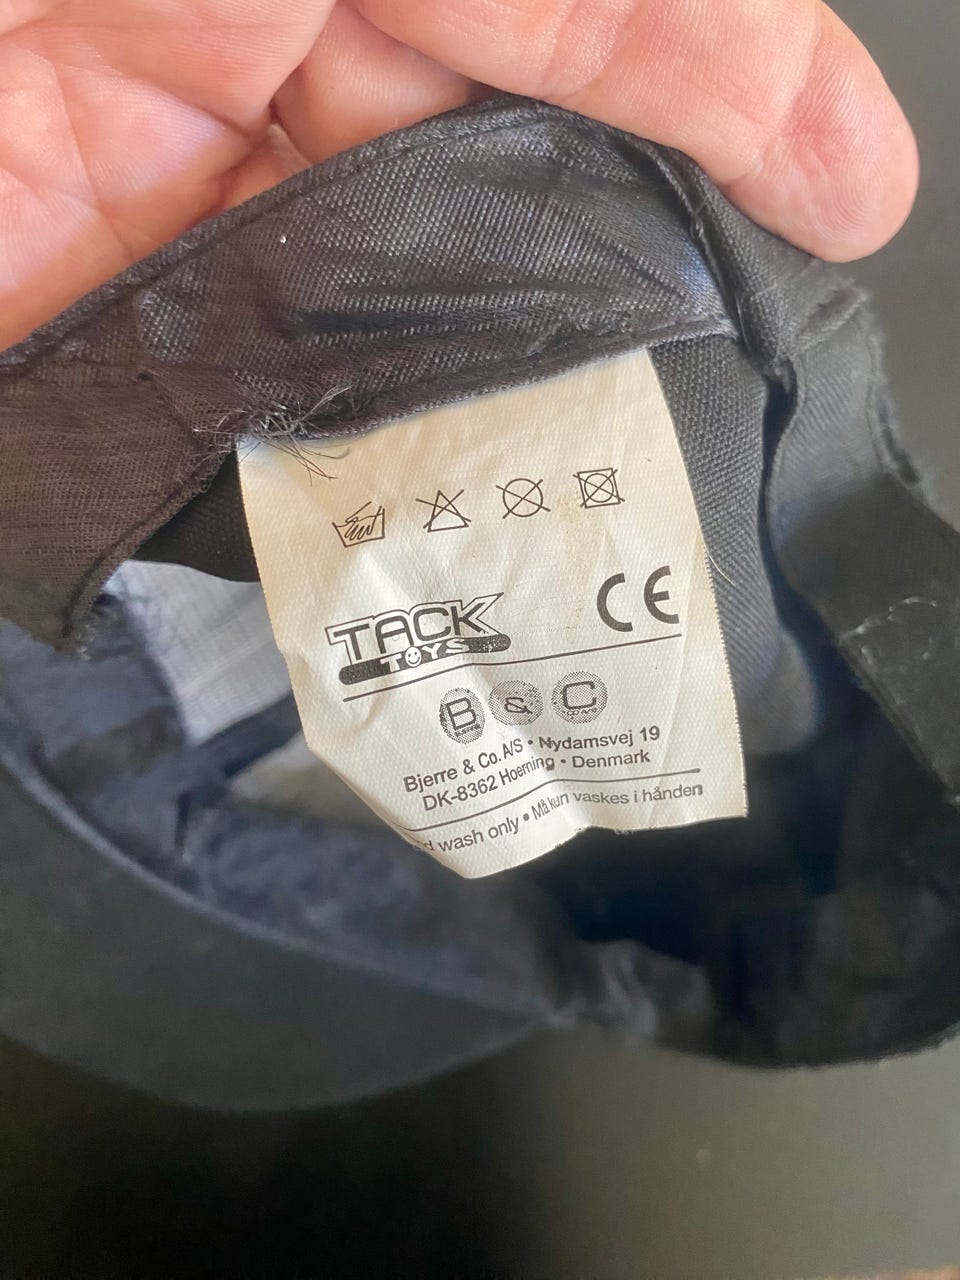 CE
TACK
TOYS
B & C
Bjerre & Co. A/S • Nydamsvej 19
DK-8362 Hoerning • Denmark
wash only • Må kun vaskes i hånden